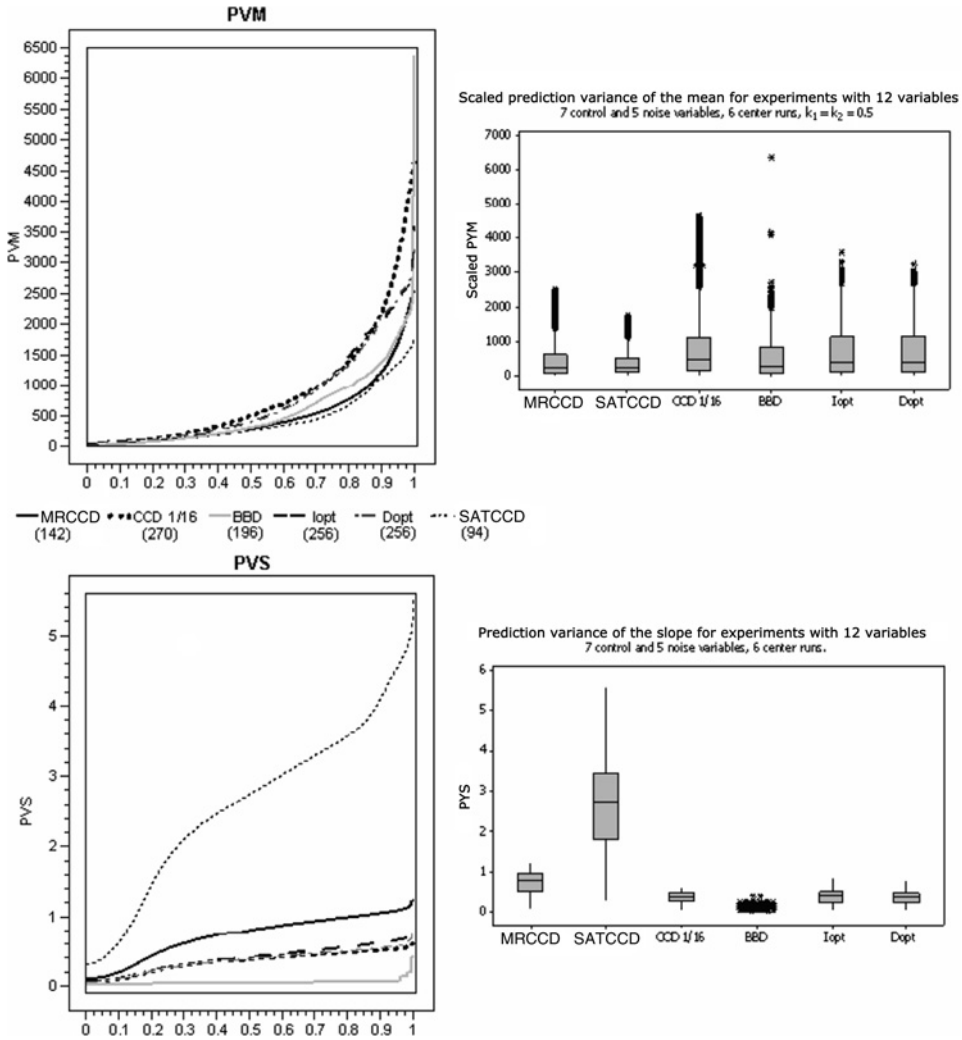 PVM
6500
6000
5500
5000
4500
4000
3500
3000
2500
2000
1500
1000
500
0
PVM
0 0.1 0.2 0.3 0.4 0.5 0.6 0.7 0.8 0.9 1
Scaled prediction variance of the mean for experiments with 12 variables
7 control and 5 noise variables, 6 center runs, k1 = k2 = 0.5
7000
6000
5000
4000
3000
2000
1000
0
Scaled PYM
MRCCD SATCCD CCD 1/16 BBD Iopt Dopt
MRCCD CCD 1/16 BBD Iopt Dopt SATCCD
(142) (270) (196) (256) (256) (94)
PVS
5
4
3
2
1
0
PVS
0 0.1 0.2 0.3 0.4 0.5 0.6 0.7 0.8 0.9 1
Prediction variance of the slope for experiments with 12 variables
7 control and 5 noise variables, 6 center runs.
6
5
4
3
2
1
0
PYS
MRCCD SATCCD CCD 1/16 BBD Iopt Dopt